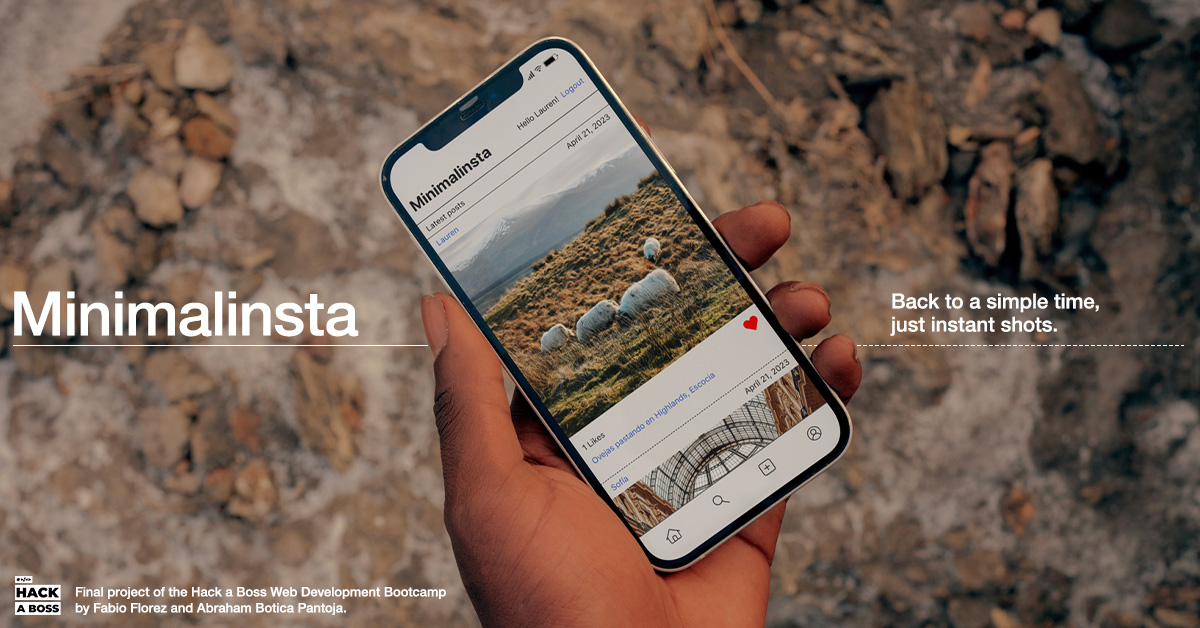 Minimalinsta
Back to a simple time,
just instant shots.
Hello Lauren! Logout
Minimalinsta
Latest posts
April 21, 2023
Lauren
1 Likes
Ovejas pastando en Highlands, Escocia
April 21, 2023
Sofia
HACK
A BOSS
Final project of the Hack a Boss Web Development Bootcamp
by Fabio Florez and Abraham Botica Pantoja.